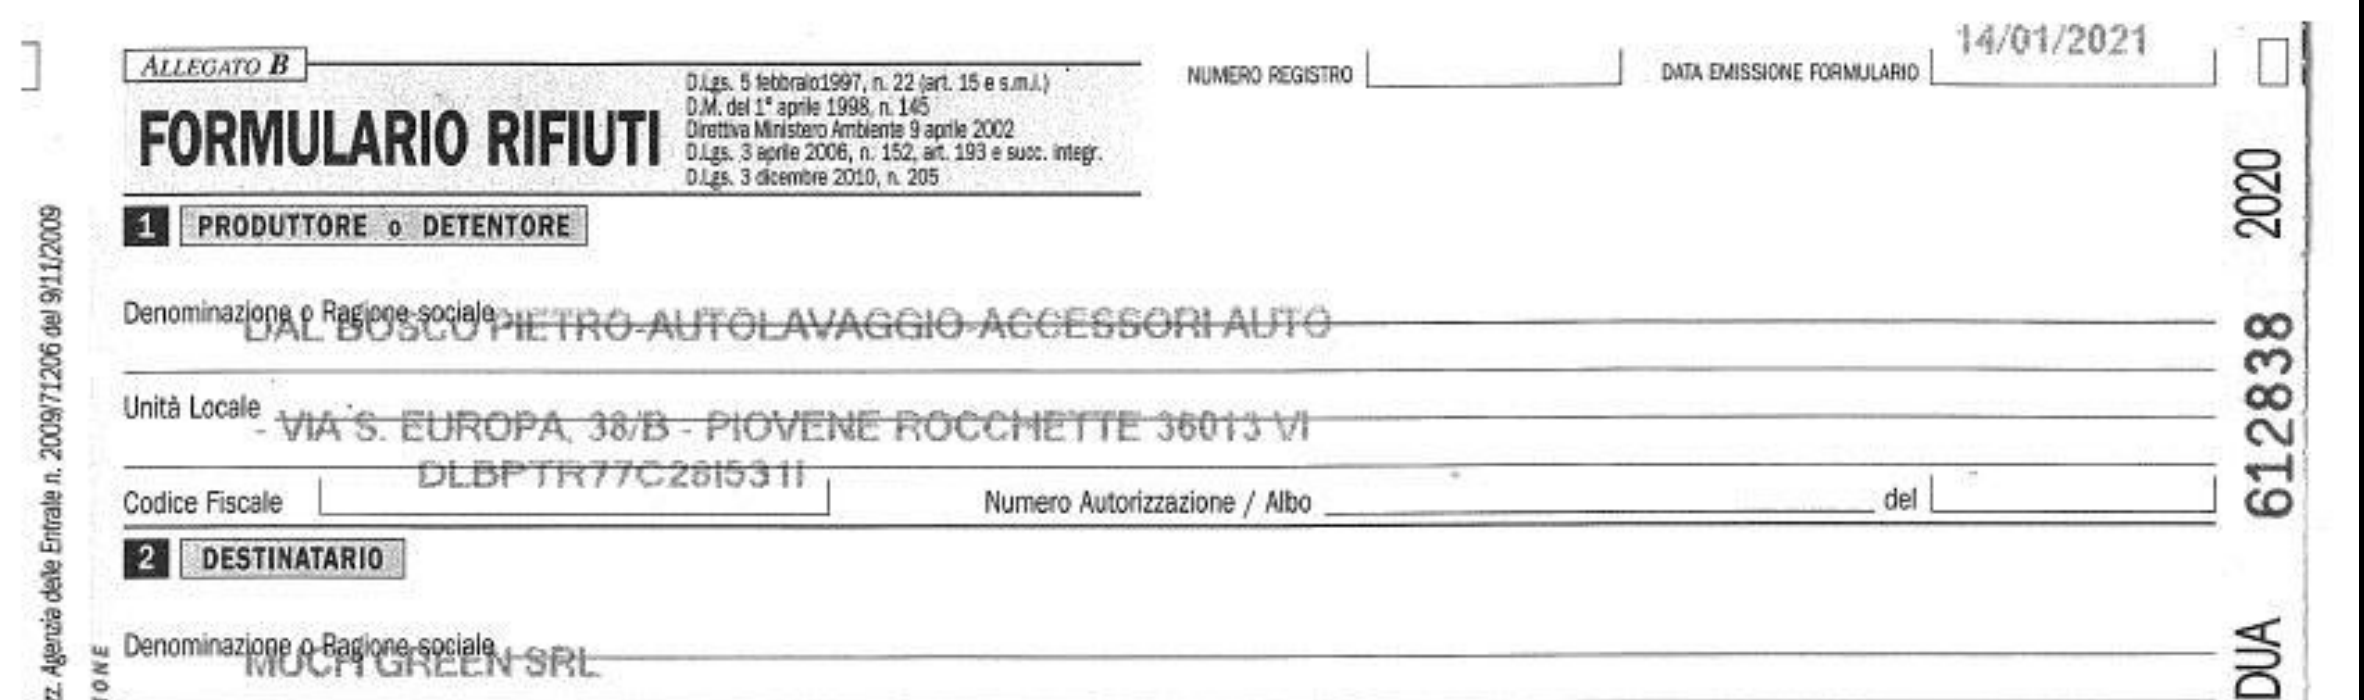 14/01/2021
ALLEGATO B
NUMERO REGISTRO
DATA EMISSIONE FORMULARIO
FORMULARIO RIFIUTI
D.Lgs. 5 febbraio1997, n. 22 (art. 15 e s.m.i.)
D.M. del 1° aprile 1998, n. 145
Direttiva Ministero Ambiente 9 aprile 2002
D.Lgs. 3 aprile 2006, n. 152, art. 193 e succ. integr.
D.Lgs. 3 dicembre 2010, n. 205
1 PRODUTTORE o DETENTORE
Denominazione o Ragione sociale
DAL BOSCO PIETRO-AUTOLAVAGGIO-ACCESSORI AUTO
Unità Locale
- VIA S. EUROPA, 38/B - PIOVENE ROCCHETTE 36013 VI
DLBPTR77C28I531I
Codice Fiscale
Numero Autorizzazione / Albo
del
2 DESTINATARIO
Denominazione o Ragione sociale
MUCH GREEN SRL
2020
612838
DUA
tz. Agenzia delle Entrate n. 2009/71206 del 9/11/2009
IONE